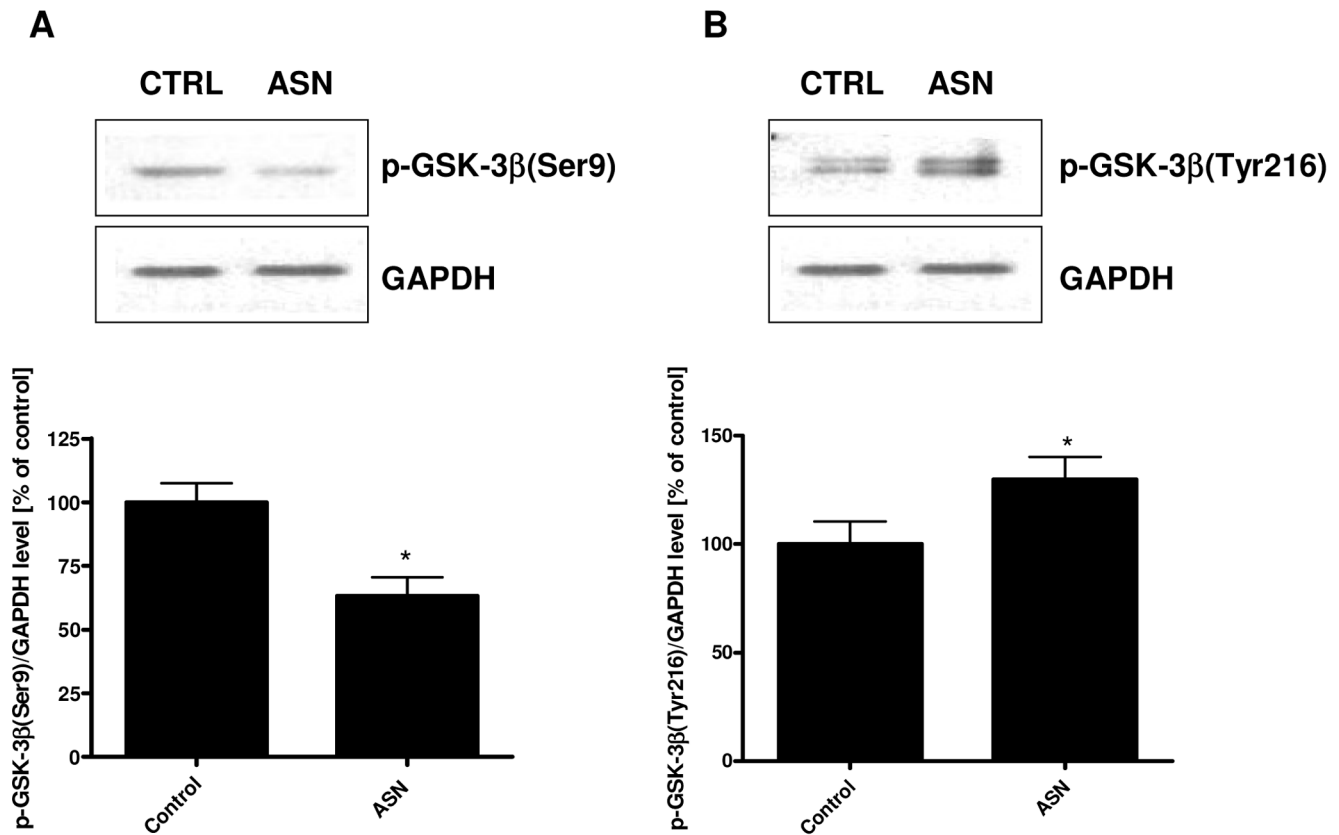 A
CTRL ASN
p-GSK-3β(Ser9)
GAPDH
p-GSK-3β(Ser9)/GAPDH level [% of control]
125
100
75
50
25
0
*
Control
ASN
B
CTRL ASN
p-GSK-3β(Tyr216)
GAPDH
p-GSK-3β(Tyr216)/GAPDH level [% of control]
150
100
50
0
*
Control
ASN